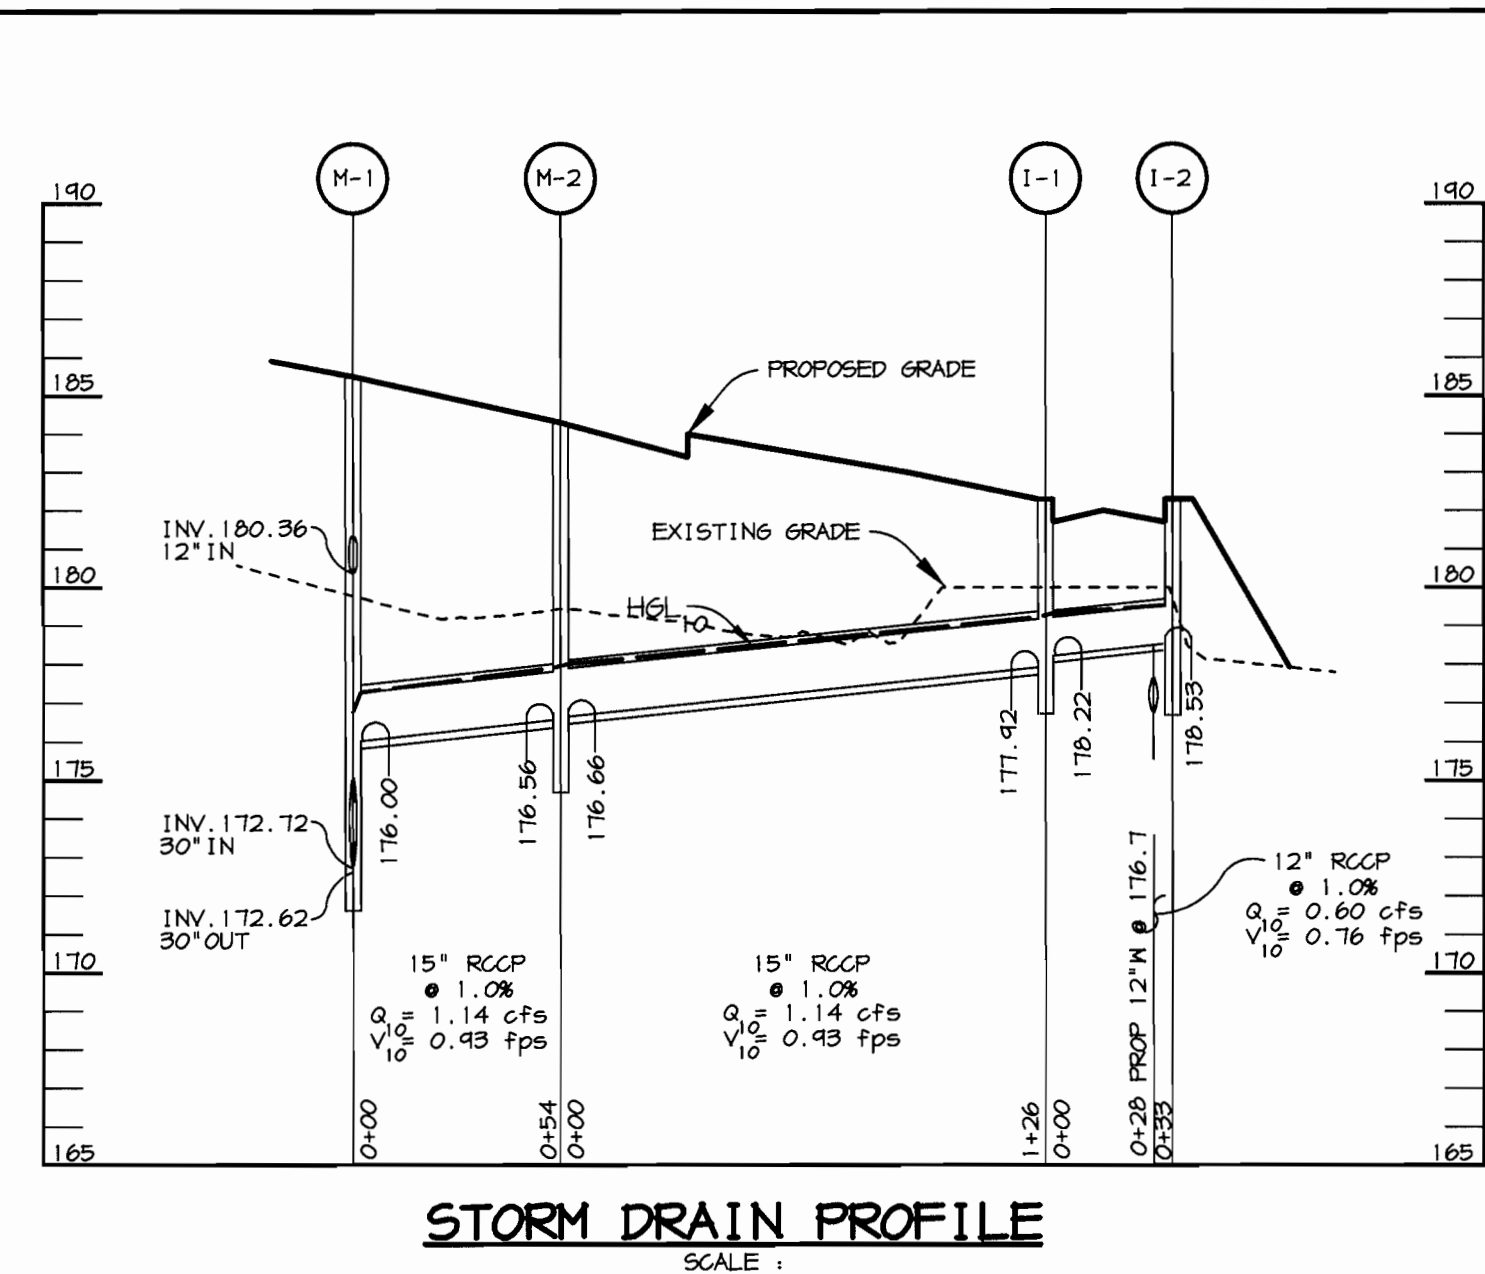 M-1
M-2
I-1
I-2
190
190
PROPOSED GRADE
185
185
INV.180.36
12"IN
EXISTING GRADE
180
180
HGL10
175
175
176.00
176.56
176.66
177.92
178.22
178.53
INV.172.72
30"IN
INV.172.62
30"OUT
12" RCCP
@ 1.0%
Q10= 0.60 cfs
V10= 0.76 fps
170
170
15" RCCP
@ 1.0%
Q10= 1.14 cfs
V10= 0.93 fps
15" RCCP
@ 1.0%
Q10= 1.14 cfs
V10= 0.93 fps
0+00
0+54
0+00
1+26
0+00
0+28 PROP 12"W @ 176.7
0+33
165
165
STORM DRAIN PROFILE
SCALE :